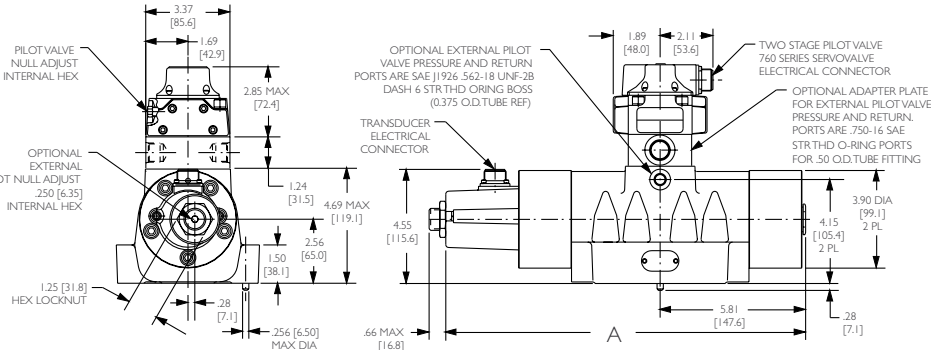 3.37
[85.6]
1.69
[42.9]
PILOT VALVE
NULL ADJUST
INTERNAL HEX
2.85 MAX
[72.4]
OPTIONAL
EXTERNAL
OT NULL ADJUST
.250 [6.35]
INTERNAL HEX
1.24
[31.5]
4.69 MAX
[119.1]
2.56
[65.0]
1.50
[38.1]
1.25 [31.8]
HEX LOCKNUT
.28
[7.1]
.256 [6.50]
MAX DIA
OPTIONAL EXTERNAL PILOT
VALVE PRESSURE AND RETURN
PORTS ARE SAE J1926 .562-18 UNF-2B
DASH 6 STR THD ORING BOSS
(0.375 O.D. TUBE REF)
TRANSDUCER
ELECTRICAL
CONNECTOR
1.89
[48.0]
2.11
[53.6]
TWO STAGE PILOT VALVE
760 SERIES SERVOVALVE
ELECTRICAL CONNECTOR
OPTIONAL ADAPTER PLATE
FOR EXTERNAL PILOT VALVE
PRESSURE AND RETURN.
PORTS ARE .750-16 SAE
STR THD O-RING PORTS
FOR .50 O.D. TUBE FITTING
4.55
[115.6]
4.15
[105.4]
2 PL
3.90 DIA
[99.1]
2 PL
5.81
[147.6]
.28
[7.1]
.66 MAX
[16.8]
A